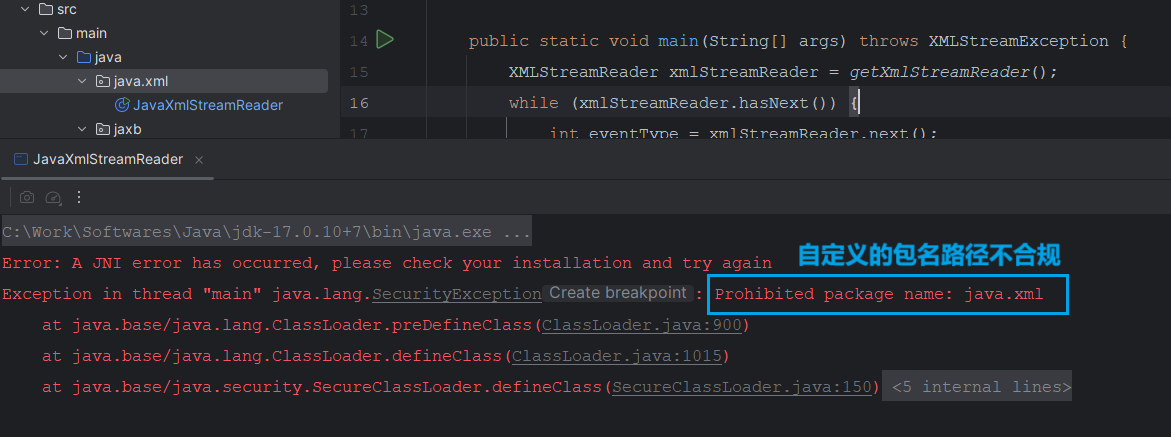 src
main
java
java.xml
JavaXmlStreamReader
jaxb
13
14 public static void main(String[] args) throws XMLStreamException {
15 XMLStreamReader xmlStreamReader = getXmlStreamReader();
16 while (xmlStreamReader.hasNext()) {
17 int eventType = xmlStreamReader.next();
JavaXmlStreamReader ×
C:\Work\Softwares\Java\jdk-17.0.10+7\bin\java.exe ...
自定义的包名路径不合规
Error: A JNI error has occurred, please check your installation and try again
Exception in thread "main" java.lang.SecurityException Create breakpoint : Prohibited package name: java.xml
at java.base/java.lang.ClassLoader.preDefineClass(ClassLoader.java:900)
at java.base/java.lang.ClassLoader.defineClass(ClassLoader.java:1015)
at java.base/java.security.SecureClassLoader.defineClass(SecureClassLoader.java:150) <5 internal lines>